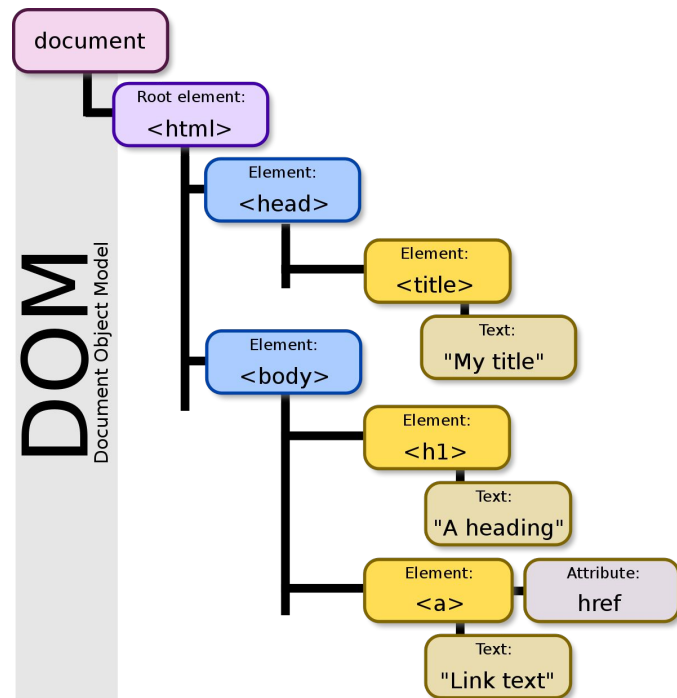 document
Root element:
<html>
Element:
<head>
Element:
<title>
Text:
"My title"
Element:
<body>
Element:
<h1>
Text:
"A heading"
Element:
<a>
Attribute:
href
Text:
"Link text"
DOM
Document Object Model